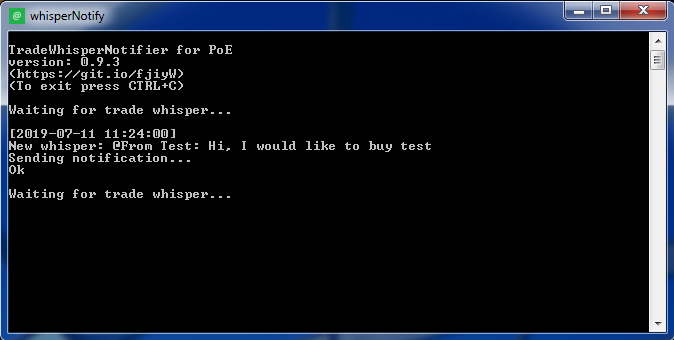 whisperNotify
TradeWhisperNotifier for PoE
version: 0.9.3
(https://git.io/fjiyW)
(To exit press CTRL+C)
Waiting for trade whisper...
[2019-07-11 11:24:00]
New whisper: @From Test: Hi, I would like to buy test
Sending notification...
Ok
Waiting for trade whisper...